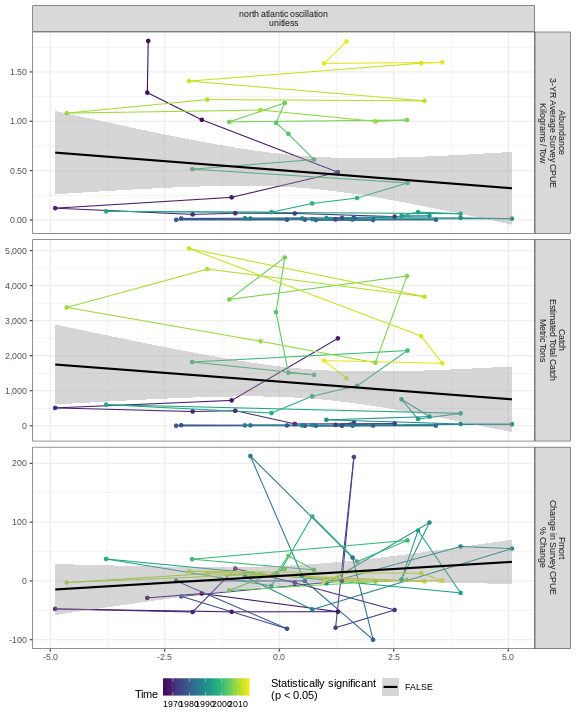 north atlantic oscillation
unitless
Abundance
3-YR Average Survey CPUE
Kilograms / Tow
1.50
1.00
0.50
0.00
Catch
Estimated Total Catch
Metric Tons
5,000
4,000
3,000
2,000
1,000
0
Fmort
Change in Survey CPUE
% Change
200
100
0
-100
-5.0 -2.5 0.0 2.5 5.0
Time
1970 1980 1990 2000 2010
Statistically significant
(p < 0.05)
FALSE